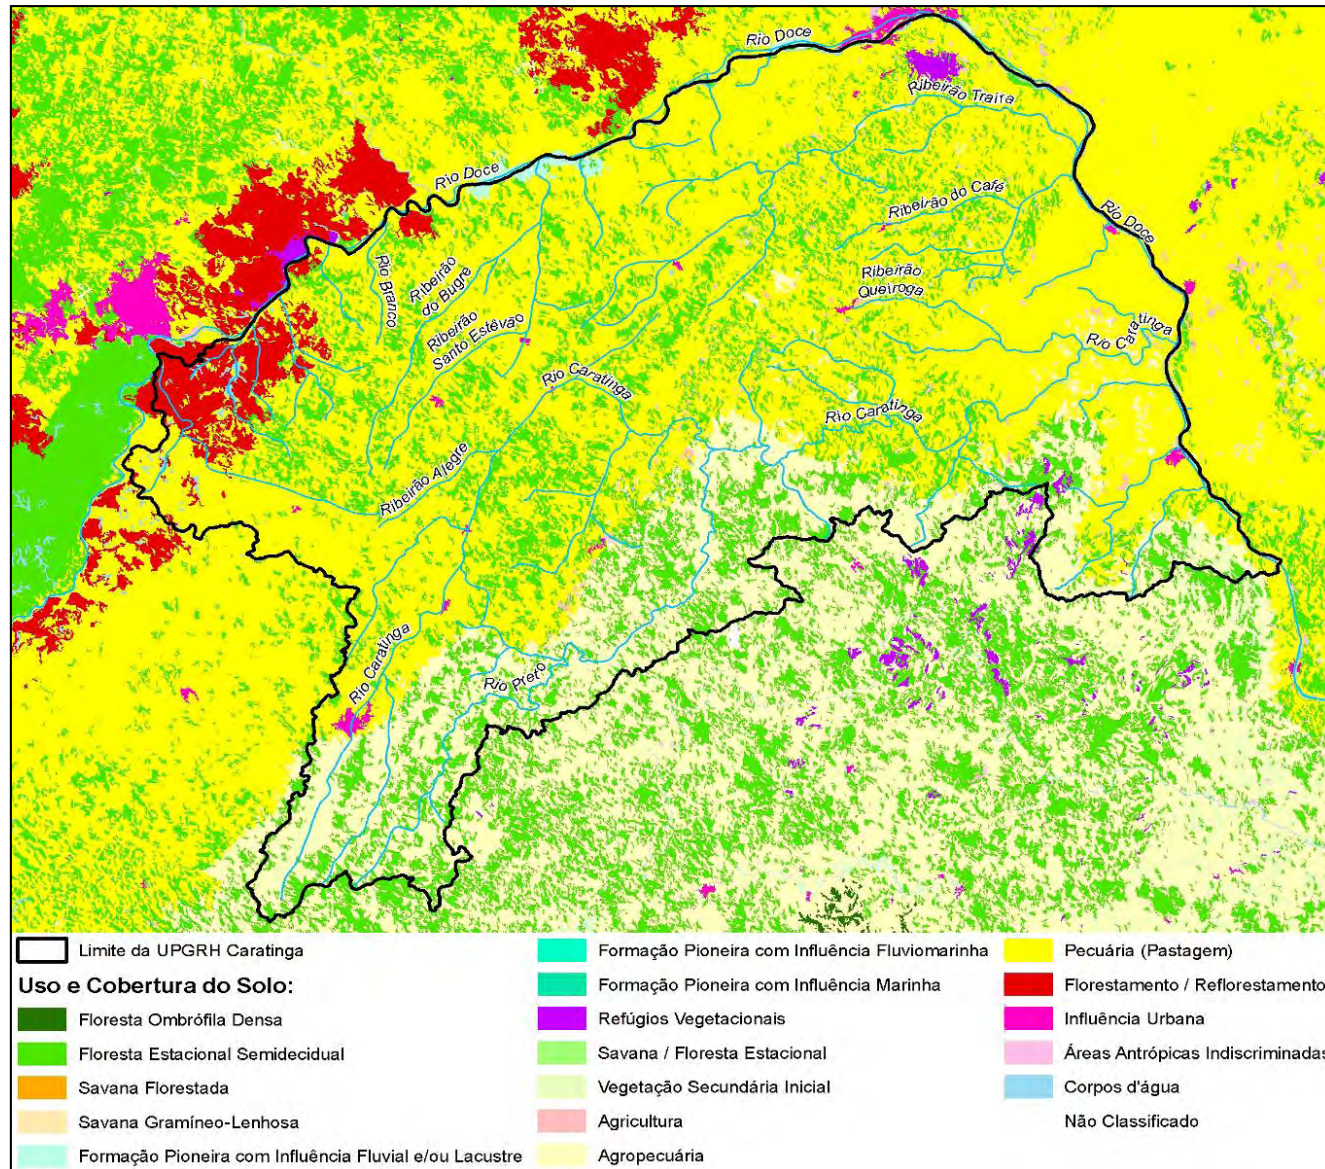 Rio Doce
Ribeirão Traíra
Rio Doce
Ribeirão do Café
Rio Doce
Rio Branco
Ribeirão
do Bugre
Ribeirão
Queiroga
Ribeirão
Santo Estêvão
Rio Caratinga
Rio Caratinga
Rio Caratinga
Ribeirão Alegre
Rio Caratinga
Rio Preto
Limite da UPGRH Caratinga
Uso e Cobertura do Solo:
Floresta Ombrófila Densa
Floresta Estacional Semidecidual
Savana Florestada
Savana Gramíneo-Lenhosa
Formação Pioneira com Influência Fluvial e/ou Lacustre
Formação Pioneira com Influência Fluviomarinha
Formação Pioneira com Influência Marinha
Refúgios Vegetacionais
Savana / Floresta Estacional
Vegetação Secundária Inicial
Agricultura
Agropecuária
Pecuária (Pastagem)
Florestamento / Reflorestamento
Influência Urbana
Áreas Antrópicas Indiscriminadas
Corpos d'água
Não Classificado